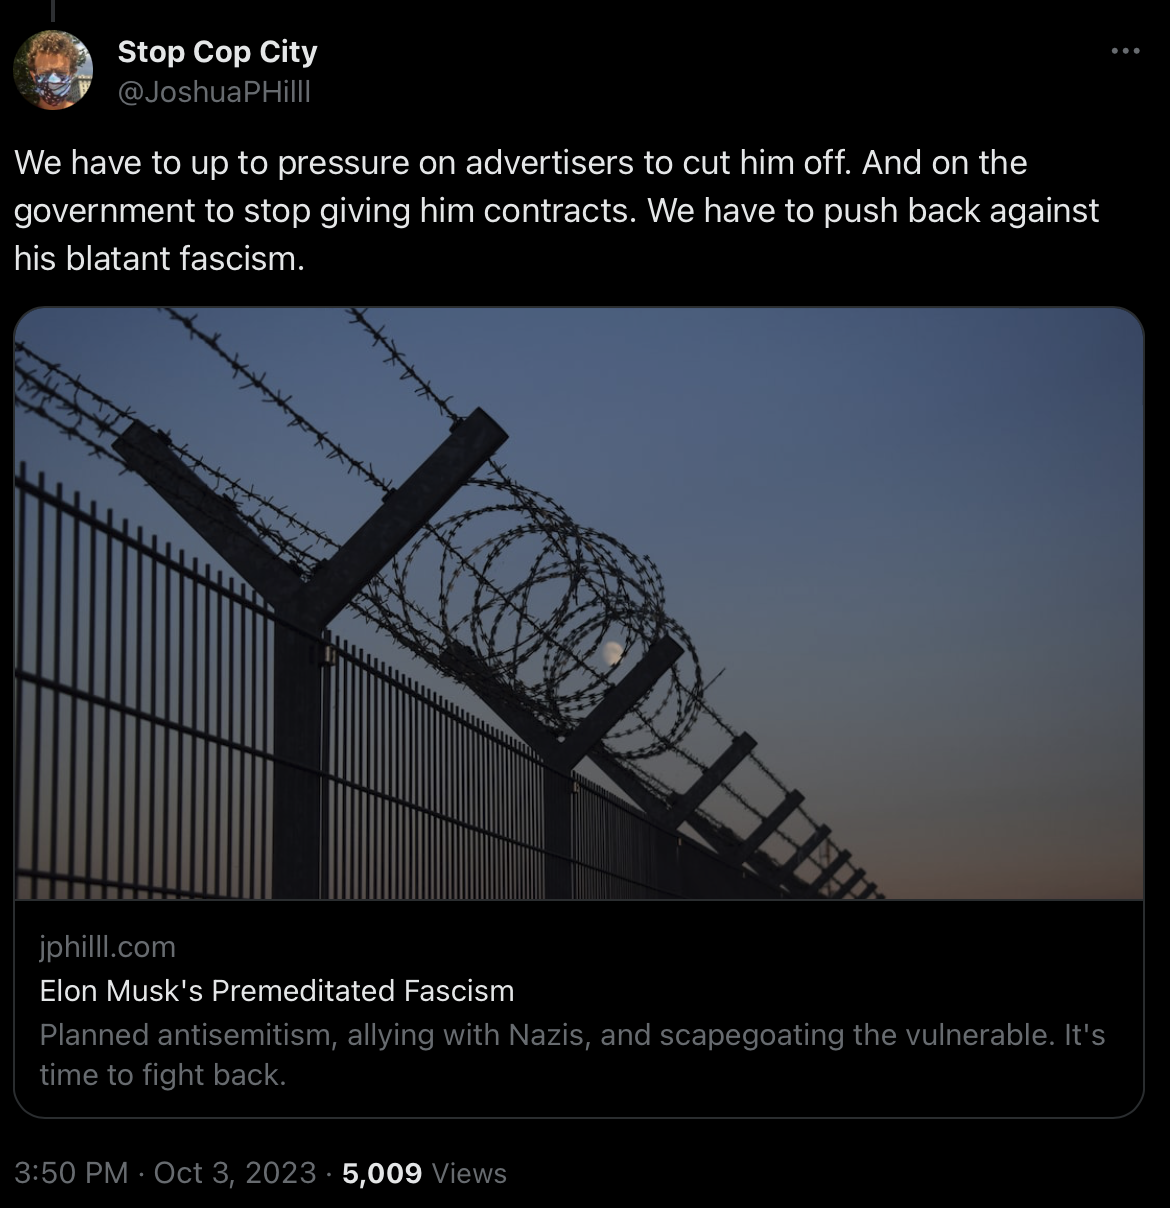 Stop Cop City
@JoshuaPHilll
We have to up to pressure on advertisers to cut him off. And on the
government to stop giving him contracts. We have to push back against
his blatant fascism.
jphilll.com
Elon Musk's Premeditated Fascism
Planned antisemitism, allying with Nazis, and scapegoating the vulnerable. It's
time to fight back.
3:50 PM · Oct 3, 2023 · 5,009 Views